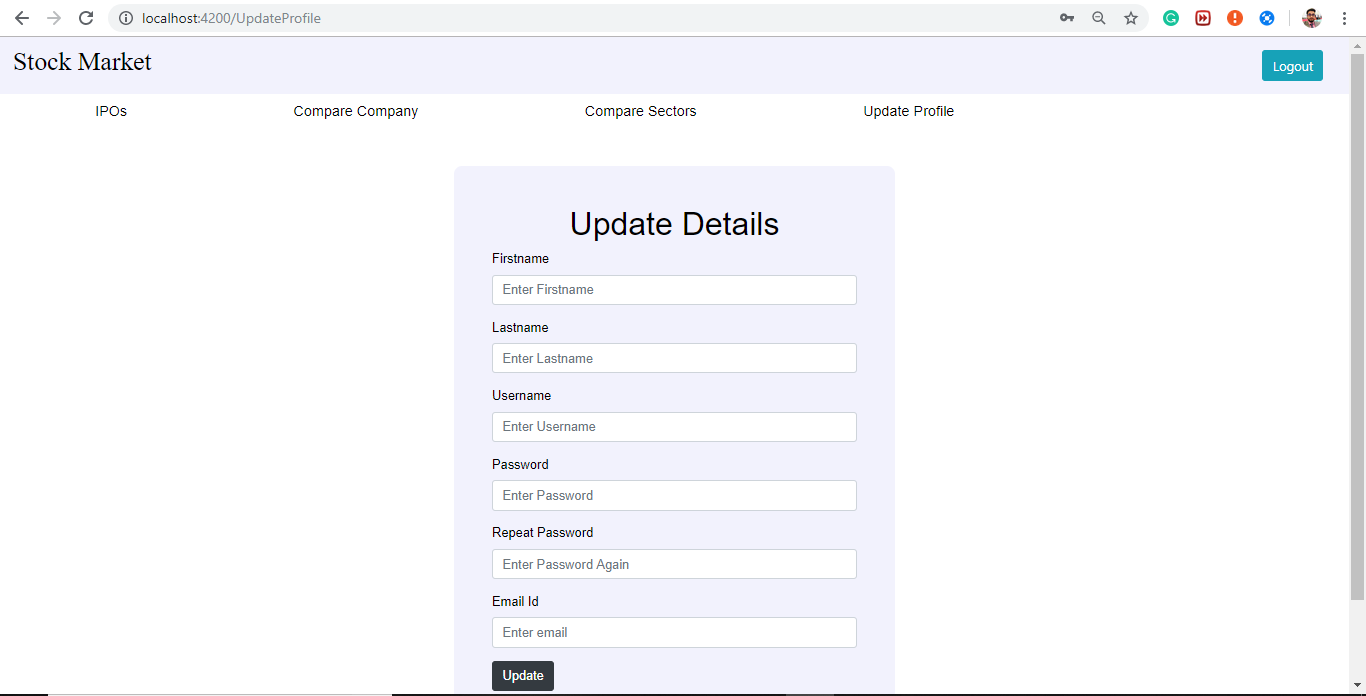 localhost:4200/UpdateProfile
Stock Market
Logout
IPOs Compare Company Compare Sectors Update Profile
Update Details
Firstname
Enter Firstname
Lastname
Enter Lastname
Username
Enter Username
Password
Enter Password
Repeat Password
Enter Password Again
Email Id
Enter email
Update